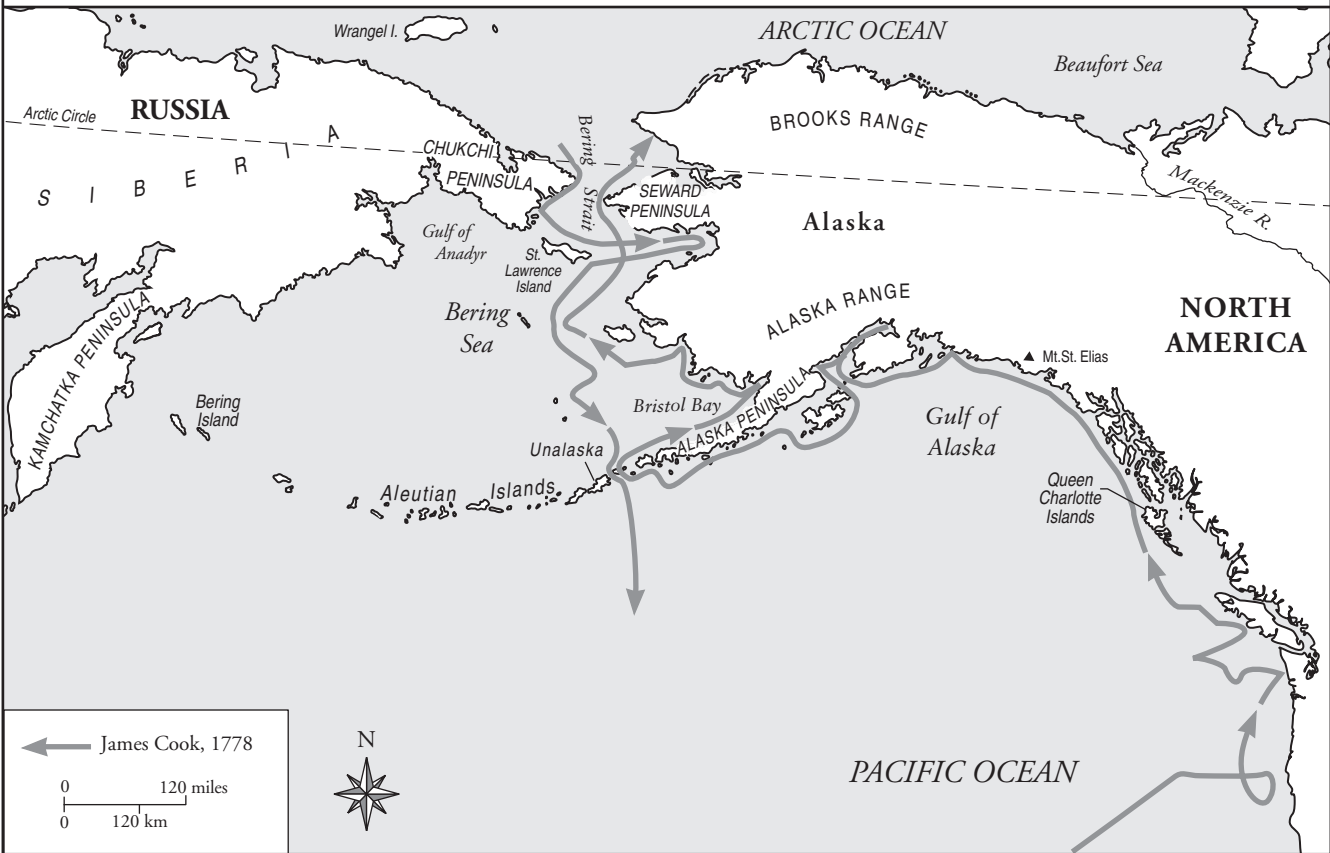 Wrangel I.
ARCTIC OCEAN
Beaufort Sea
Arctic Circle
RUSSIA
SIBERIA
CHUKCHI
PENINSULA
Bering Strait
BROOKS RANGE
Mackenzie R.
SEWARD
PENINSULA
Alaska
Gulf of
Anadyr
St.
Lawrence
Island
Bering
Sea
ALASKA RANGE
NORTH
AMERICA
KAMCHATKA PENINSULA
Mt.St. Elias
Bering
Island
Bristol Bay
ALASKA PENINSULA
Gulf of
Alaska
Unalaska
Aleutian Islands
Queen
Charlotte
Islands
James Cook, 1778
0 120 miles
0 120 km
N
PACIFIC OCEAN